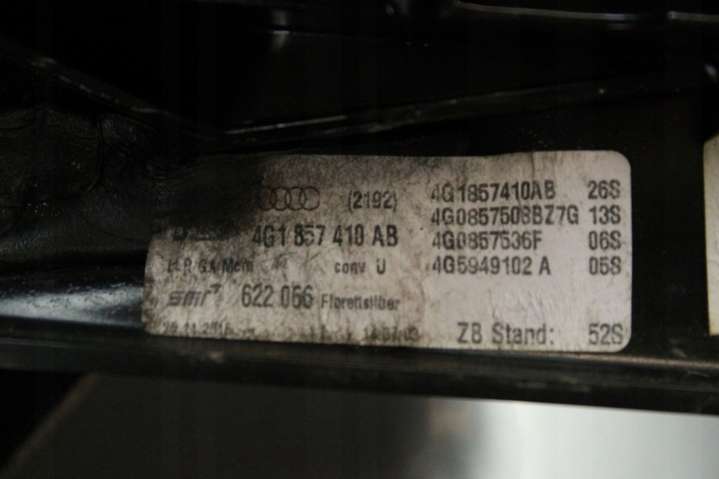 (2192)
4G1 857 410 AB
conv U
smr 622 056 Florettsilber
4G1857410AB 26S
4G0857508BZ7G 13S
4G0857536F 06S
4G5949102 A 05S
ZB Stand: 52S